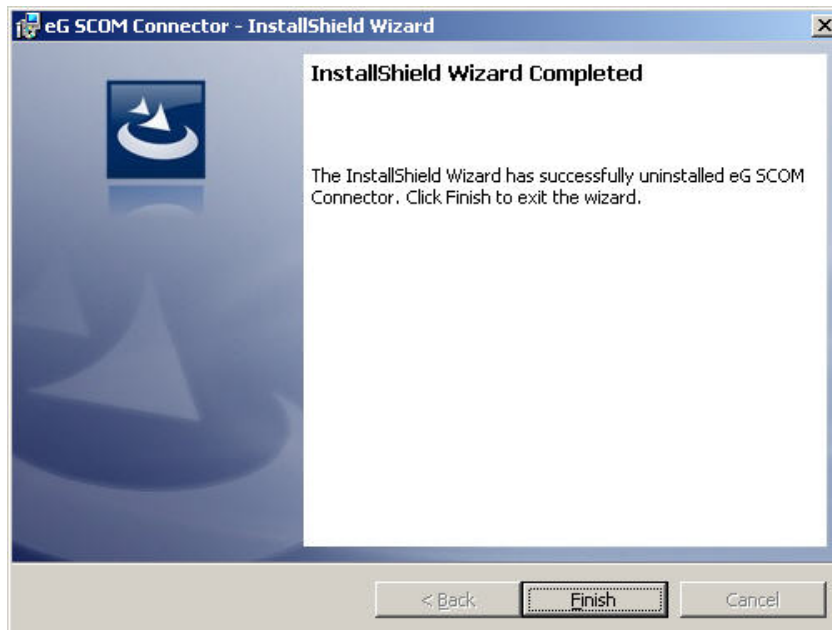 eG SCOM Connector - InstallShield Wizard
InstallShield Wizard Completed
The InstallShield Wizard has successfully uninstalled eG SCOM
Connector. Click Finish to exit the wizard.
< Back Finish Cancel